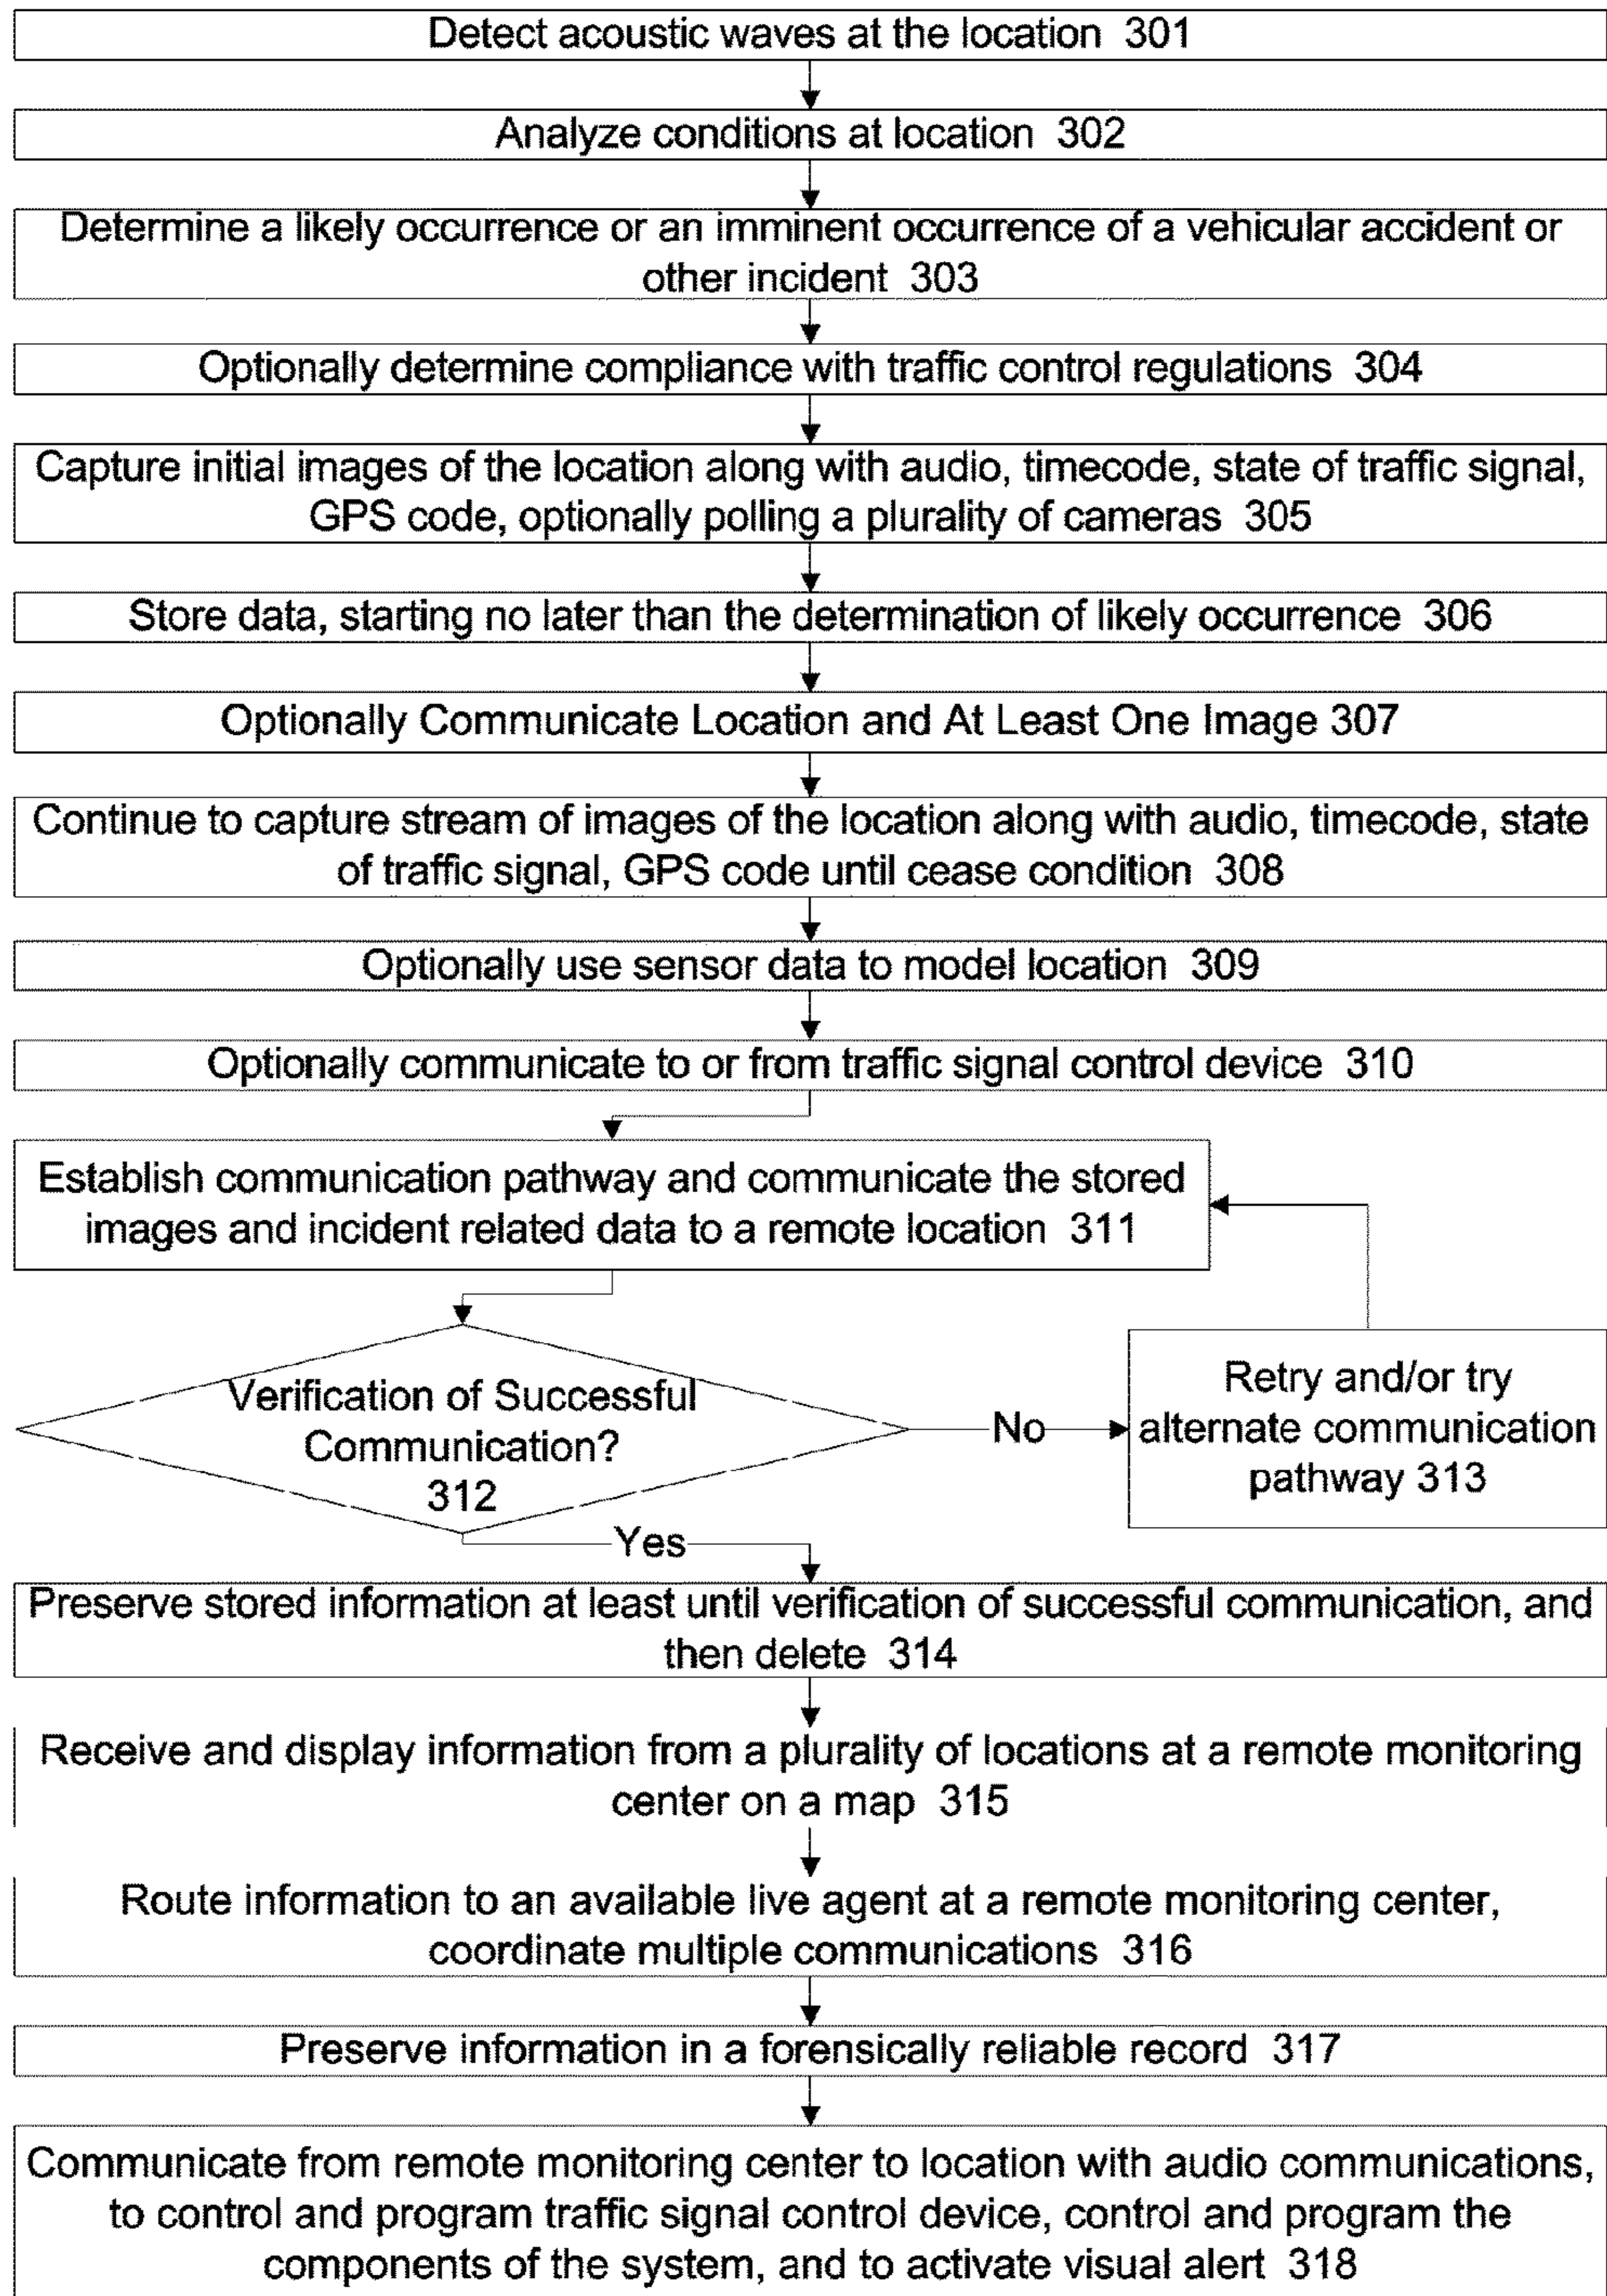 Detect acoustic waves at the location 301
Analyze conditions at location 302
Determine a likely occurrence or an imminent occurrence of a vehicular accident or
other incident 303
Optionally determine compliance with traffic control regulations 304
Capture initial images of the location along with audio, timecode, state of traffic signal,
GPS code, optionally polling a plurality of cameras 305
Store data, starting no later than the determination of likely occurrence 306
Optionally Communicate Location and At Least One Image 307
Continue to capture stream of images of the location along with audio, timecode, state
of traffic signal, GPS code until cease condition 308
Optionally use sensor data to model location 309
Optionally communicate to or from traffic signal control device 310
Establish communication pathway and communicate the stored
images and incident related data to a remote location 311
Verification of Successful
Communication?
312
No
Retry and/or try
alternate communication
pathway 313
Yes
Preserve stored information at least until verification of successful communication, and
then delete 314
Receive and display information from a plurality of locations at a remote monitoring
center on a map 315
Route information to an available live agent at a remote monitoring center,
coordinate multiple communications 316
Preserve information in a forensically reliable record 317
Communicate from remote monitoring center to location with audio communications,
to control and program traffic signal control device, control and program the
components of the system, and to activate visual alert 318